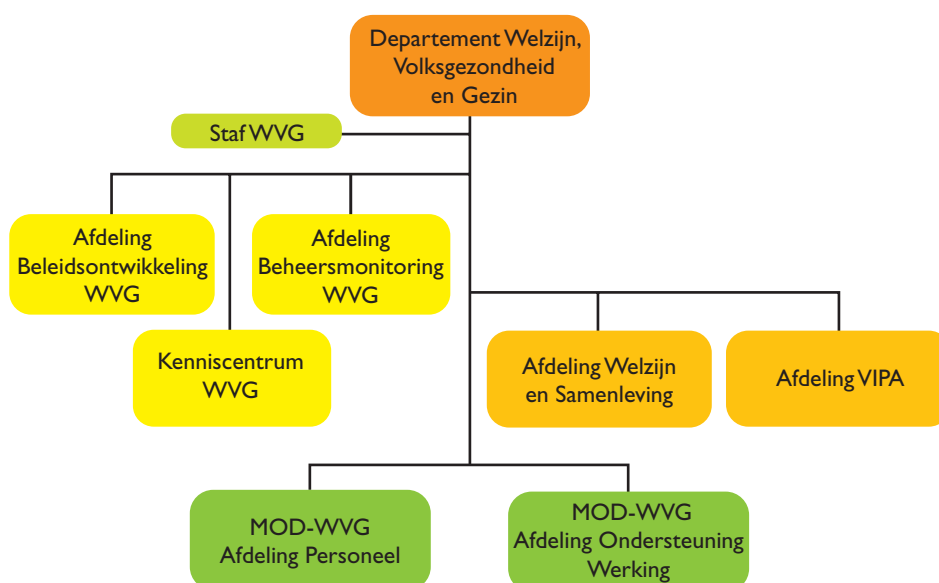 Departement Welzijn,
Volksgezondheid
en Gezin
Staf WVG
Afdeling
Beleidsontwikkeling
WVG
Afdeling
Beheersmonitoring
WVG
Kenniscentrum
WVG
Afdeling Welzijn
en Samenleving
Afdeling VIPA
MOD-WVG
Afdeling Personeel
MOD-WVG
Afdeling Ondersteuning
Werking